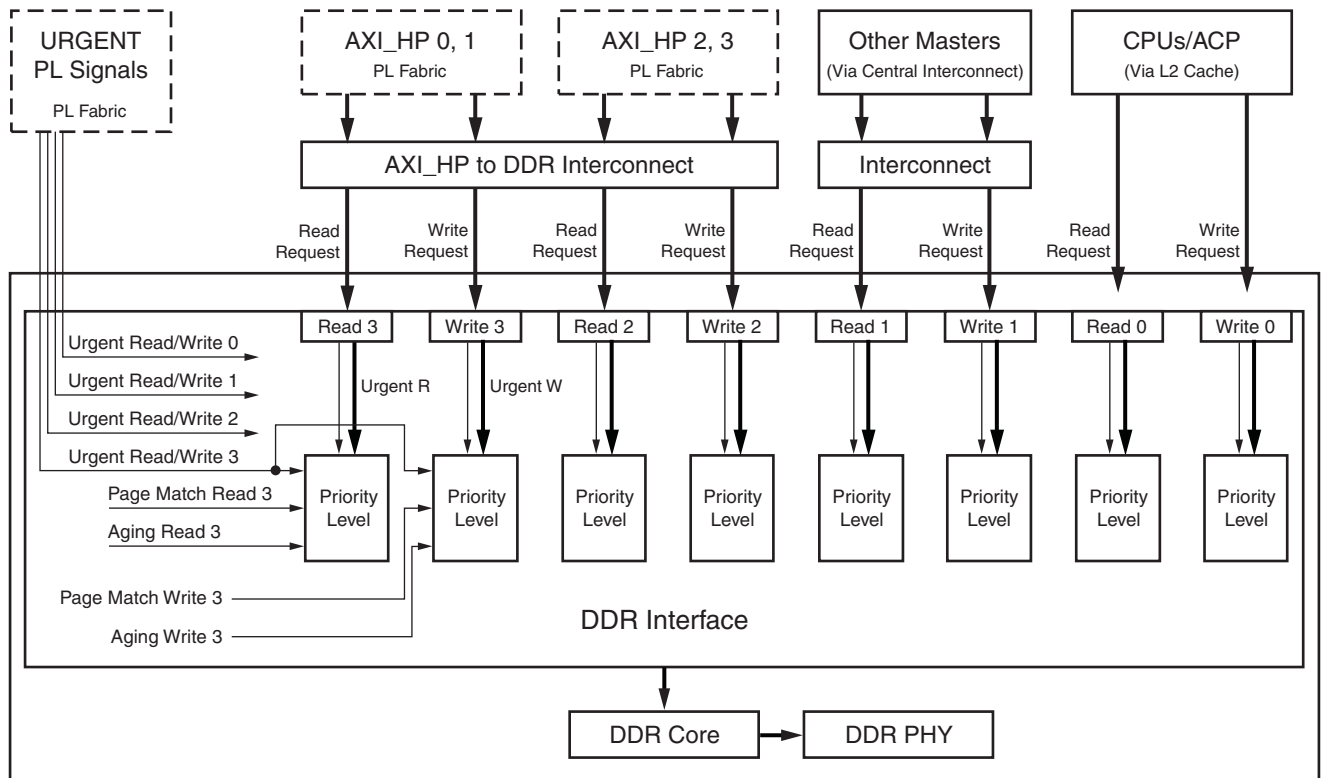 URGENT
PL Signals
PL Fabric
AXI_HP 0, 1
PL Fabric
AXI_HP 2, 3
PL Fabric
Other Masters
(Via Central Interconnect)
CPUs/ACP
(Via L2 Cache)
AXI_HP to DDR Interconnect
Interconnect
Read
Request
Write
Request
Read
Request
Write
Request
Read
Request
Write
Request
Read
Request
Write
Request
Read 3
Write 3
Read 2
Write 2
Read 1
Write 1
Read 0
Write 0
Urgent Read/Write 0
Urgent Read/Write 1
Urgent Read/Write 2
Urgent Read/Write 3
Urgent R
Urgent W
Page Match Read 3
Aging Read 3
Priority
Level
Priority
Level
Priority
Level
Priority
Level
Priority
Level
Priority
Level
Priority
Level
Priority
Level
Page Match Write 3
Aging Write 3
DDR Interface
DDR Core
DDR PHY